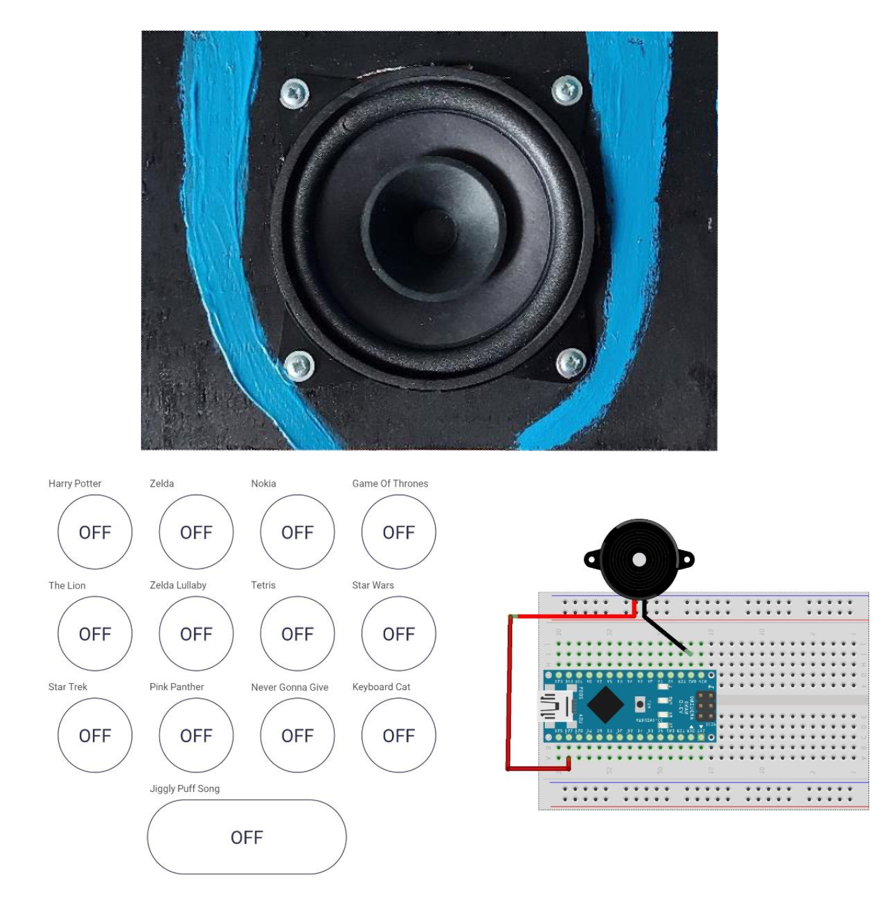 Harry Potter Zelda Nokia Game Of Thrones
OFF OFF OFF OFF
The Lion Zelda Lullaby Tetris Star Wars
OFF OFF OFF OFF
Star Trek Pink Panther Never Gonna Give Keyboard Cat
OFF OFF OFF OFF
Jiggly Puff Song
OFF